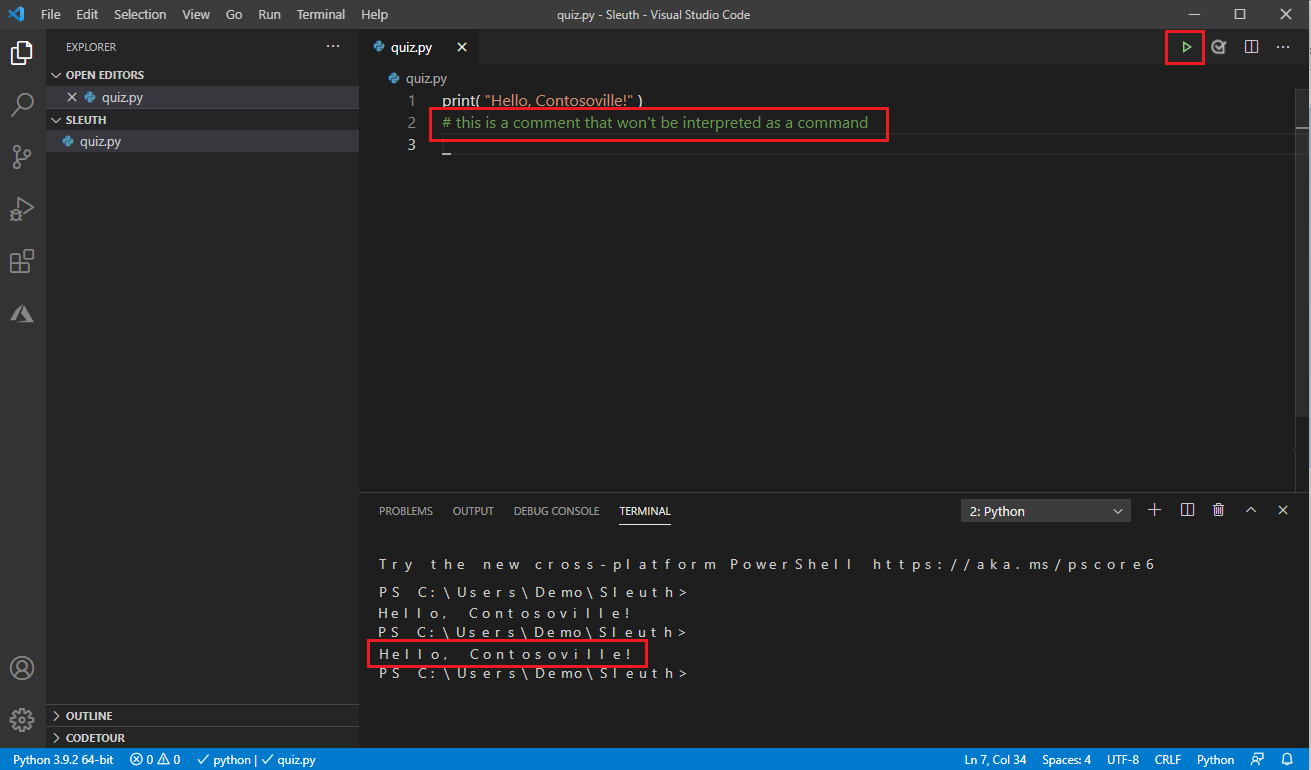 File Edit Selection View Go Run Terminal Help
quiz.py - Sleuth - Visual Studio Code
EXPLORER
OPEN EDITORS
quiz.py
SLEUTH
quiz.py
OUTLINE
CODETOUR
quiz.py
quiz.py
1 print( "Hello, Contosoville!" )
2 # this is a comment that won't be interpreted as a command
3
PROBLEMS OUTPUT DEBUG CONSOLE TERMINAL
2: Python
Try the new cross-platform PowerShell https://aka.ms/pscore6
PS C:\Users\Demo\Sleuth>
Hello, Contosoville!
PS C:\Users\Demo\Sleuth>
Hello, Contosoville!
PS C:\Users\Demo\Sleuth>
Python 3.9.2 64-bit 0 0 python | quiz.py Ln 7, Col 34 Spaces: 4 UTF-8 CRLF Python